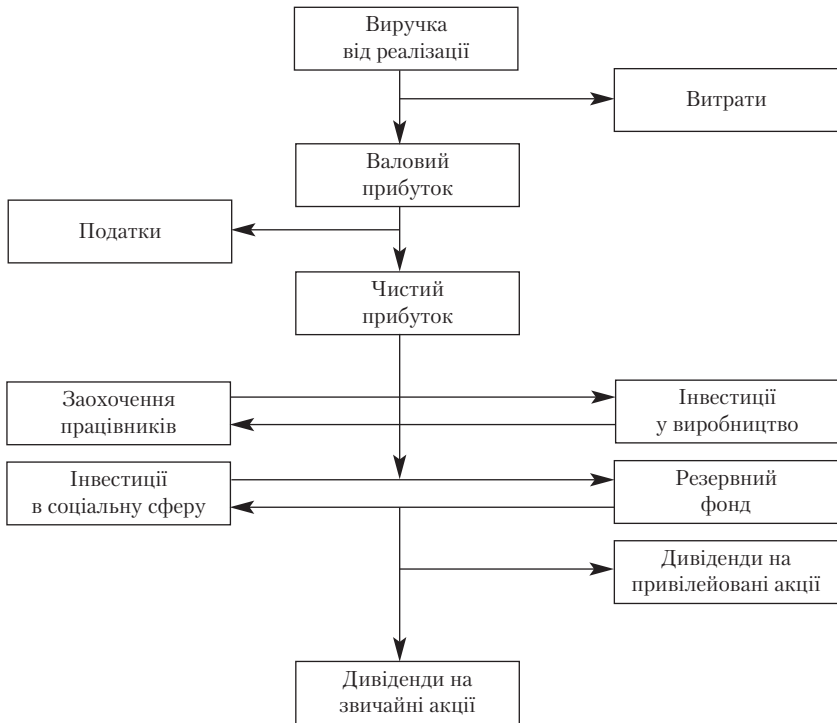 Виручка
від реалізації
Витрати
Валовий
прибуток
Податки
Чистий
прибуток
Заохочення
працівників
Інвестиції
у виробництво
Інвестиції
в соціальну сферу
Резервний
фонд
Дивіденди на
привілейовані акції
Дивіденди на
звичайні акції